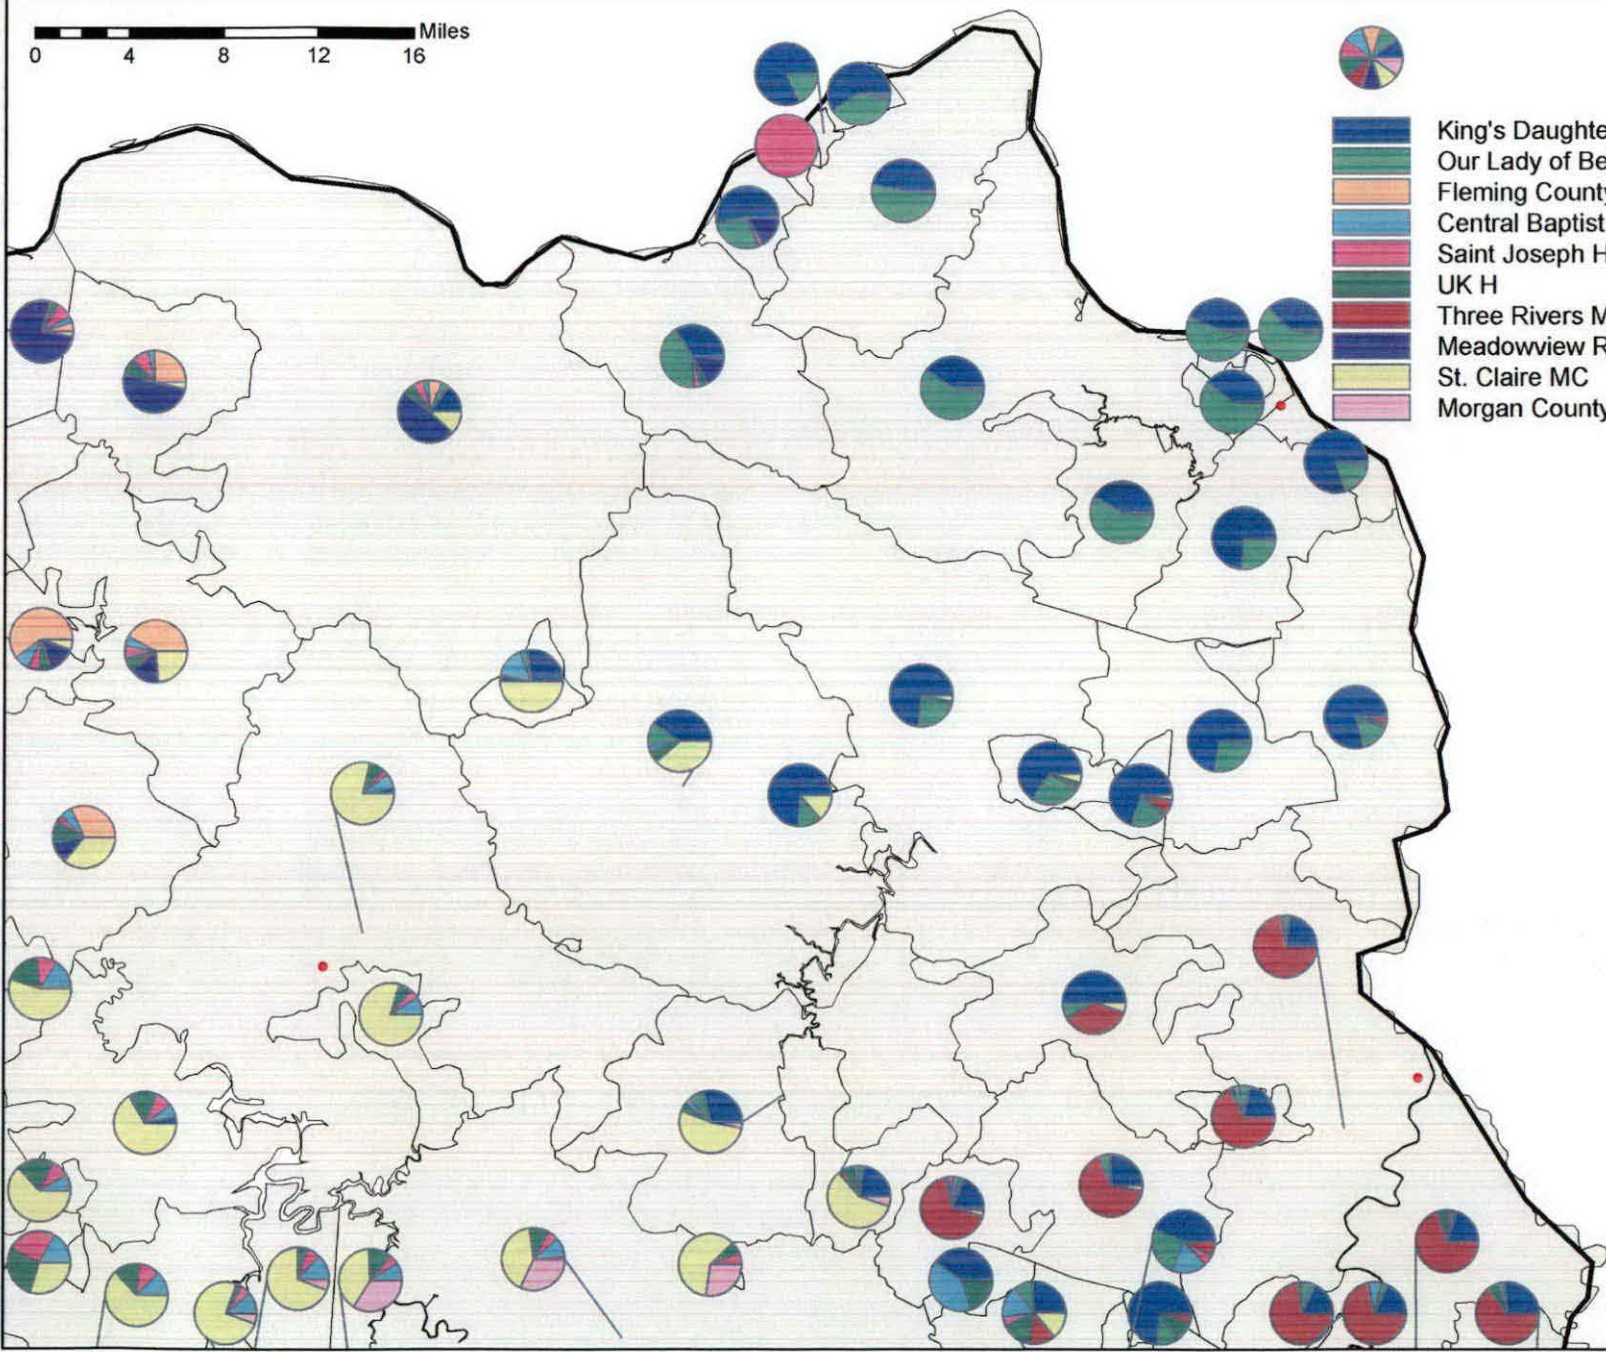 Miles
0 4 8 12 16
King's Daughte
Our Lady of Be
Fleming County
Central Baptist
Saint Joseph H
UK H
Three Rivers M
Meadowview R
St. Claire MC
Morgan County